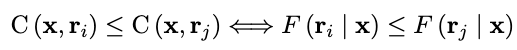 C (x, rᵢ) ≤ C (x, rⱼ) ⟺ F (rᵢ | x) ≤ F (rⱼ | x)